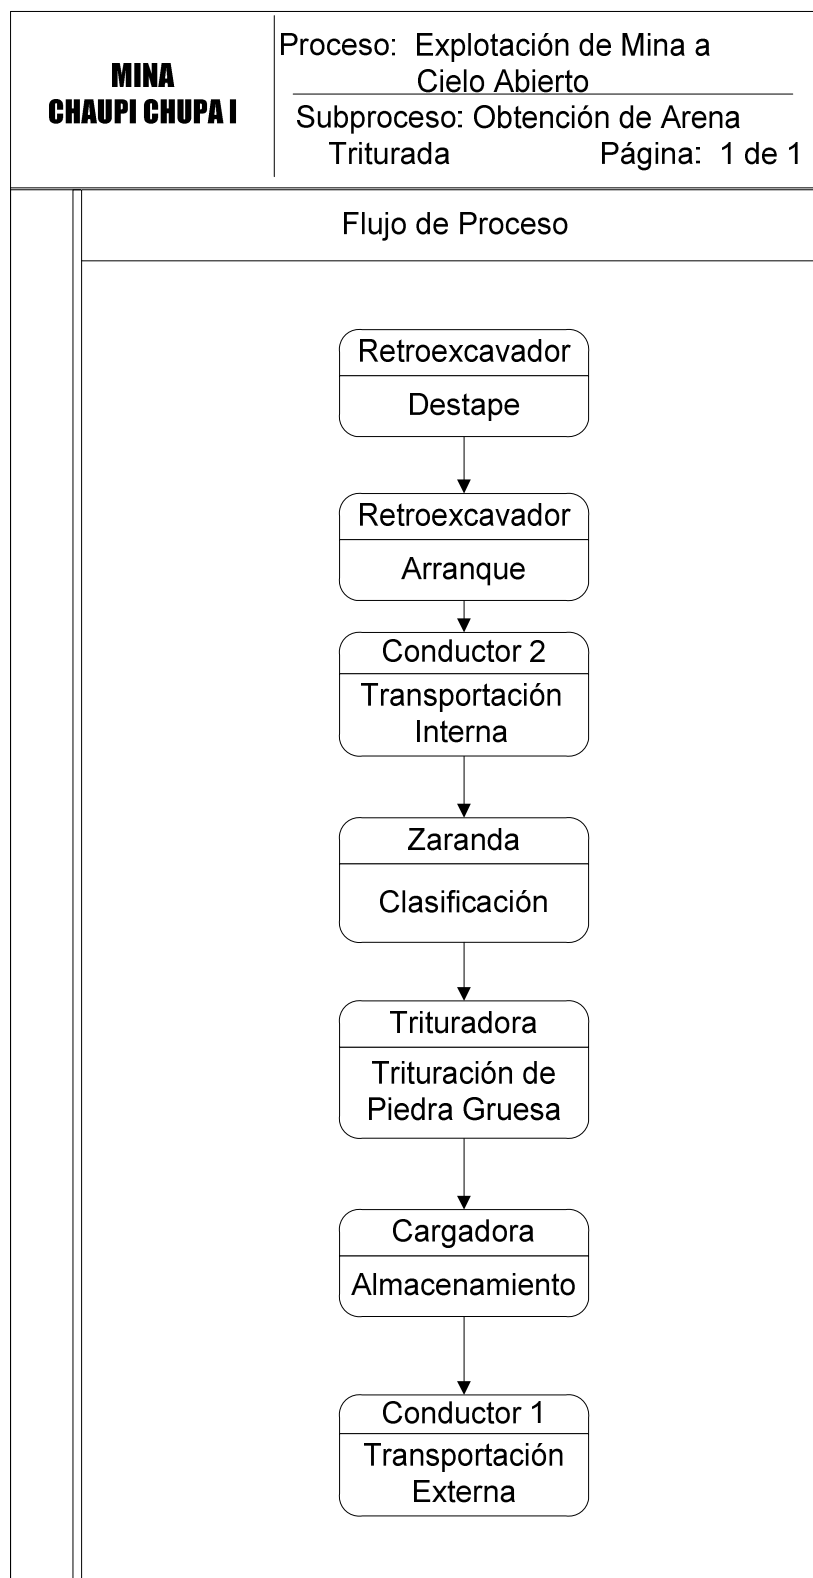 MINA
CHAUPI CHUPA I
Proceso: Explotación de Mina a
Cielo Abierto
Subproceso: Obtención de Arena
Triturada Página: 1 de 1
Flujo de Proceso
Retroexcavador
Destape
Retroexcavador
Arranque
Conductor 2
Transportación
Interna
Zaranda
Clasificación
Trituradora
Trituración de
Piedra Gruesa
Cargadora
Almacenamiento
Conductor 1
Transportación
Externa